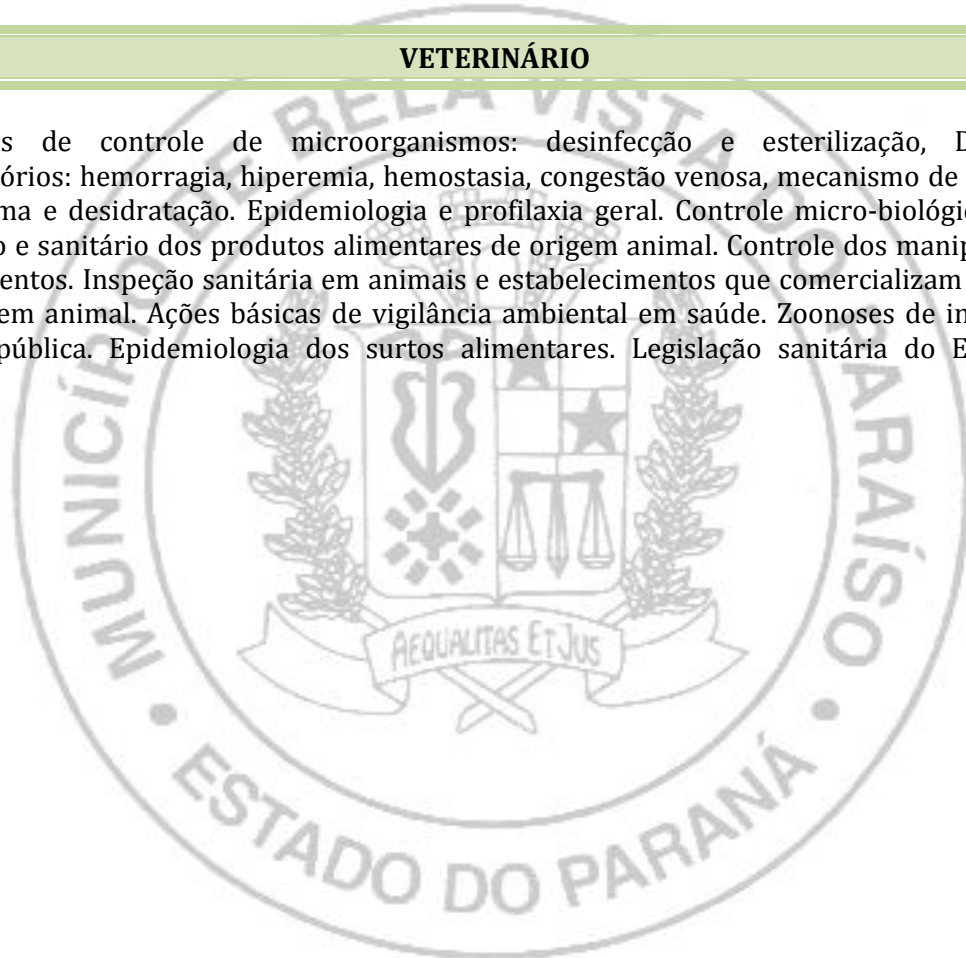 VETERINÁRIO
s de controle de microorganismos: desinfecção e esterilização, D
órios: hemorragia, hiperemia, hemostasia, congestão venosa, mecanismo de
ma e desidratação. Epidemiologia e profilaxia geral. Controle micro-biológic
o e sanitário dos produtos alimentares de origem animal. Controle dos manip
entos. Inspeção sanitária em animais e estabelecimentos que comercializam
em animal. Ações básicas de vigilância ambiental em saúde. Zoonoses de in
pública. Epidemiologia dos surtos alimentares. Legislação sanitária do E
MUNICÍPIO DE BELA VISTA DO PARAÍSO
AEQUALITAS ET JUS
• ESTADO DO PARANÁ •